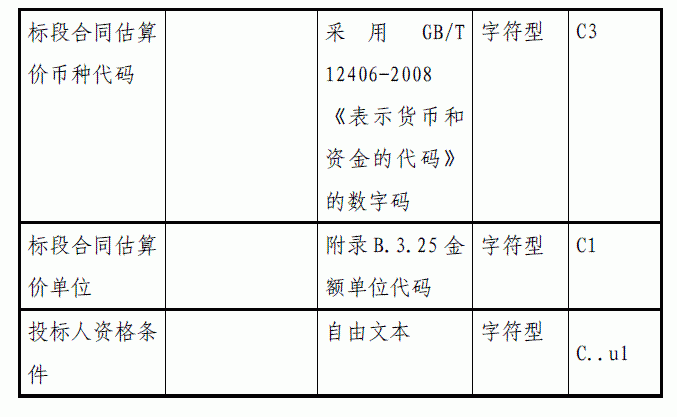 标段合同估算
价币种代码
采用 GB/T
12406-2008
《表示货币和
资金的代码》
的数字码
字符型
C3
标段合同估算
价单位
附录 B.3.25 金
额单位代码
字符型
C1
投标人资格条
件
自由文本
字符型
C..ul